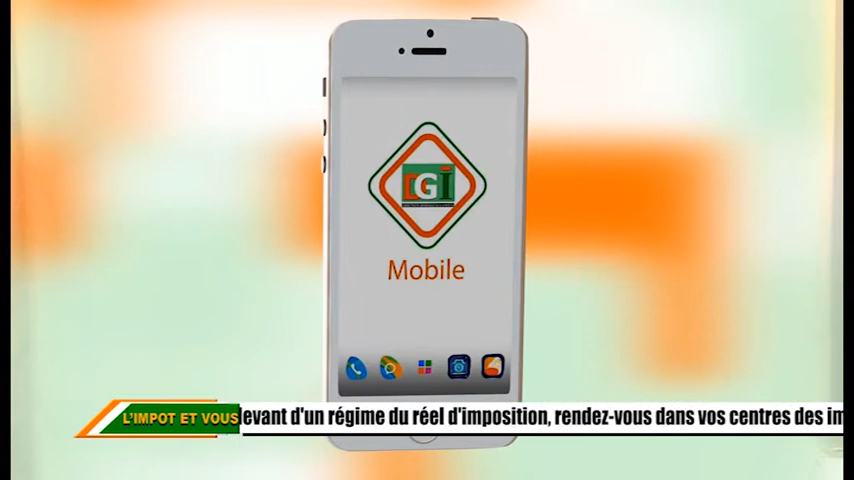 DGI
Mobile
L'IMPOT ET VOUS
levant d'un régime du réel d'imposition, rendez-vous dans vos centres des im